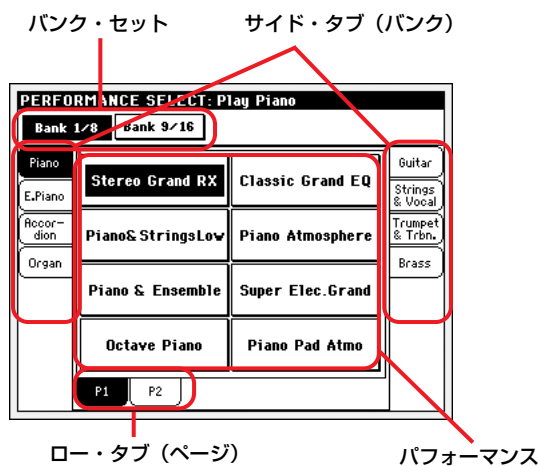 バンク・セット
サイド・タブ（バンク）
PERFORMANCE SELECT: Play Piano
Bank 1/8
Bank 9/16
Piano
E.Piano
Accor-
dion
Organ
Stereo Grand RX
Classic Grand EQ
Piano&StringsLow
Piano Atmosphere
Piano & Ensemble
Super Elec.Grand
Octave Piano
Piano Pad Atmo
Guitar
Strings
& Vocal
Trumpet
& Trbn.
Brass
P1
P2
ロー・タブ（ページ）
パフォーマンス